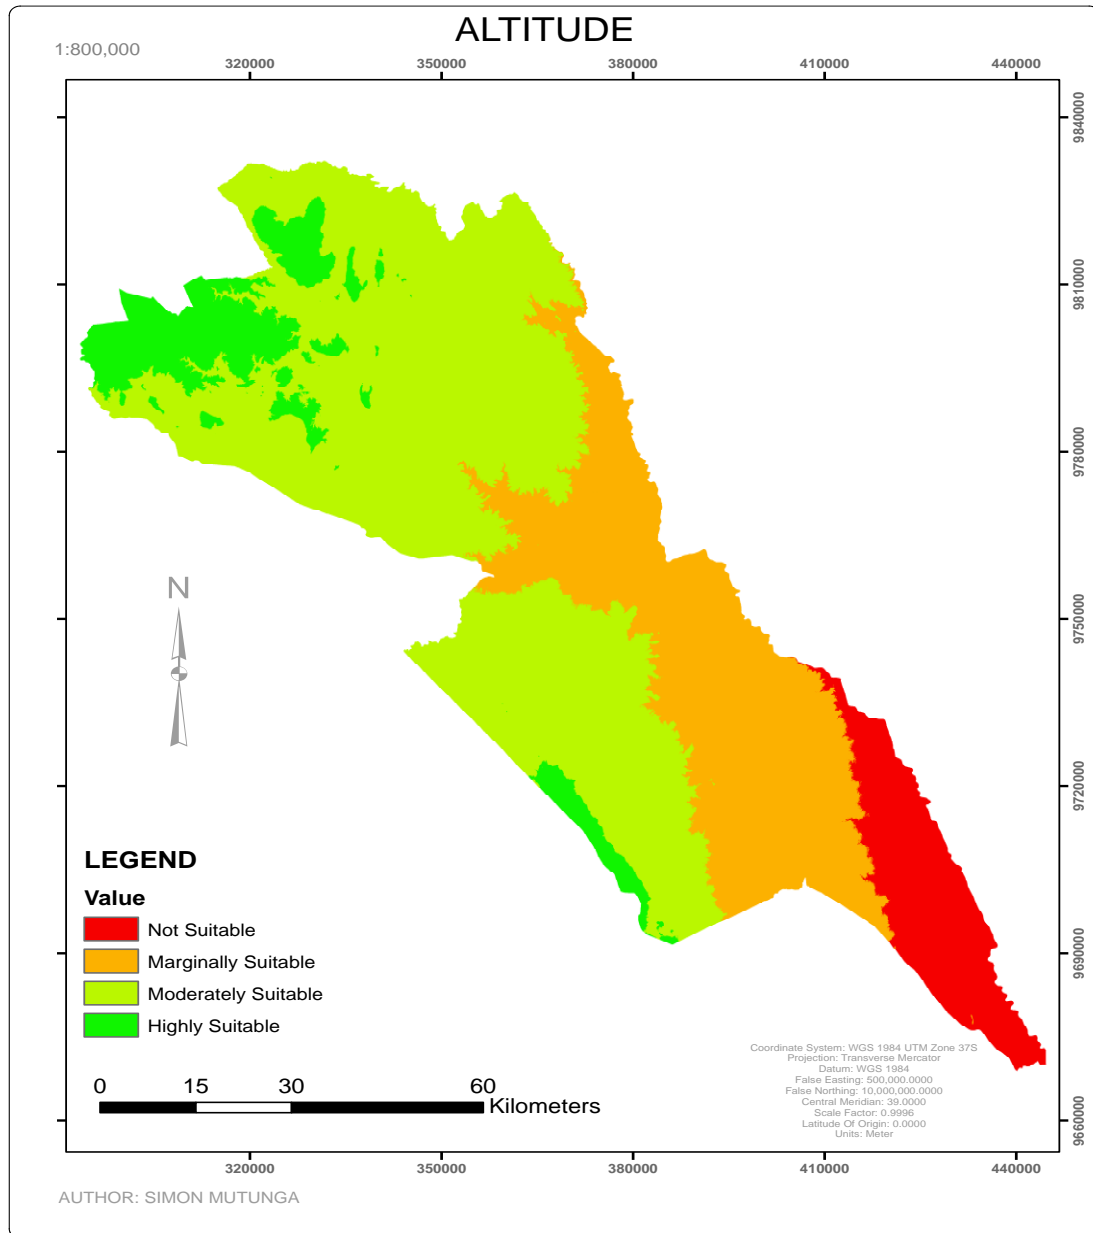 ALTITUDE
1:800,000
320000 350000 380000 410000 440000
9840000
9810000
9780000
9750000
9720000
9690000
9660000
N
LEGEND
Value
Not Suitable
Marginally Suitable
Moderately Suitable
Highly Suitable
0 15 30 60
Kilometers
Coordinate System: WGS 1984 UTM Zone 37S
Projection: Transverse Mercator
Datum: WGS 1984
False Easting: 500,000.0000
False Northing: 10,000,000.0000
Central Meridian: 39.0000
Scale Factor: 0.9996
Latitude Of Origin: 0.0000
Units: Meter
320000 350000 380000 410000 440000
AUTHOR: SIMON MUTUNGA